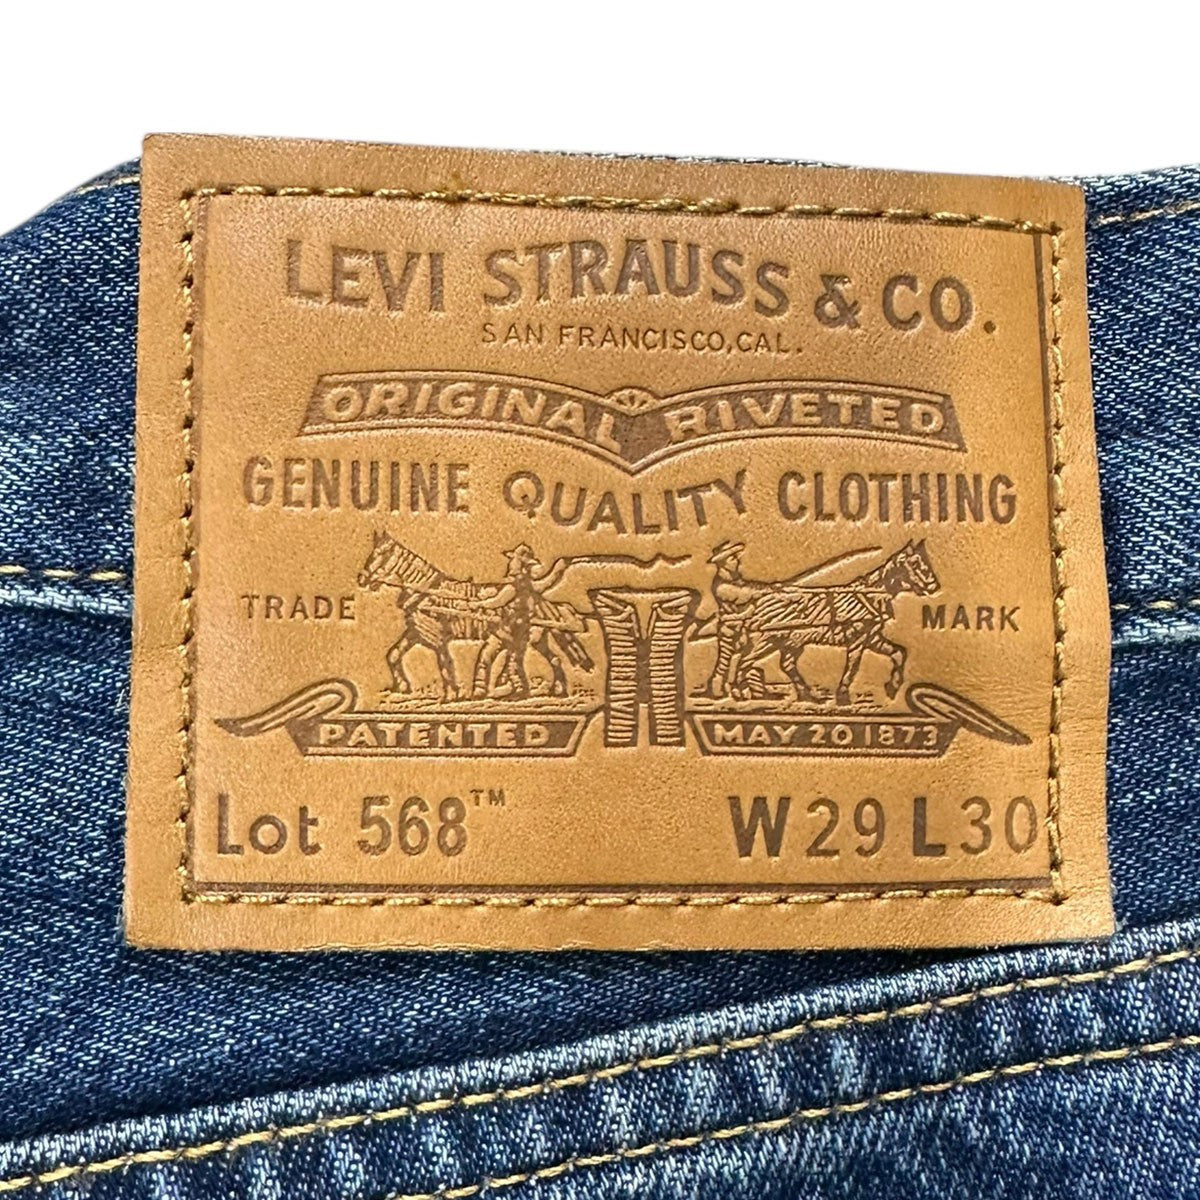 LEVI STRAUSS & CO.
SAN FRANCISCO, CAL.
ORIGINAL RIVETED
GENUINE QUALITY CLOTHING
TRADE MARK
PATENTED MAY 20 1873
Lot 568™ W29 L30